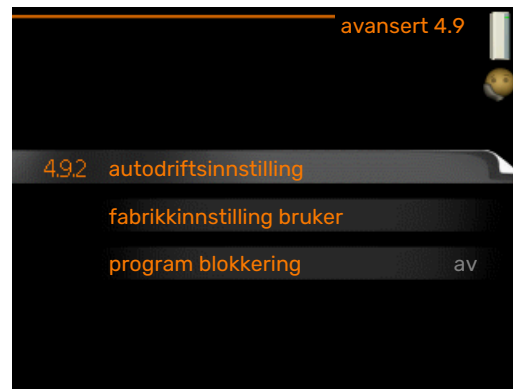 avansert 4.9
4.9.2 autodriftsinnstilling
fabrikkinnstilling bruker
program blokkering av